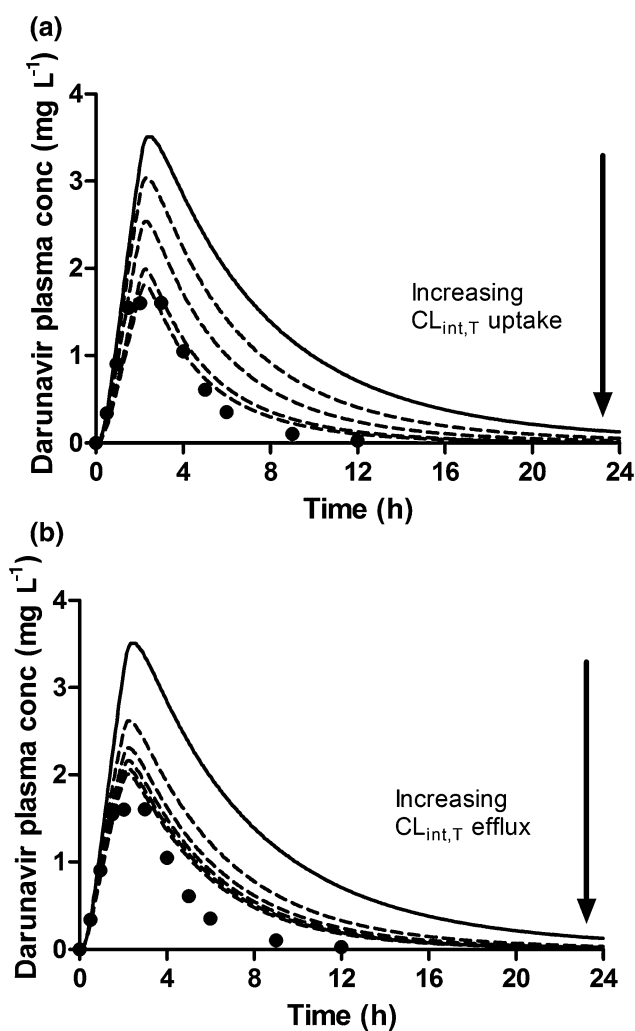 (a)
Darunavir plasma conc (mg L⁻¹)
4
3
2
1
0
0 4 8 12 16 20 24
Time (h)
Increasing
CLint,T uptake
(b)
Darunavir plasma conc (mg L⁻¹)
4
3
2
1
0
0 4 8 12 16 20 24
Time (h)
Increasing
CLint,T efflux